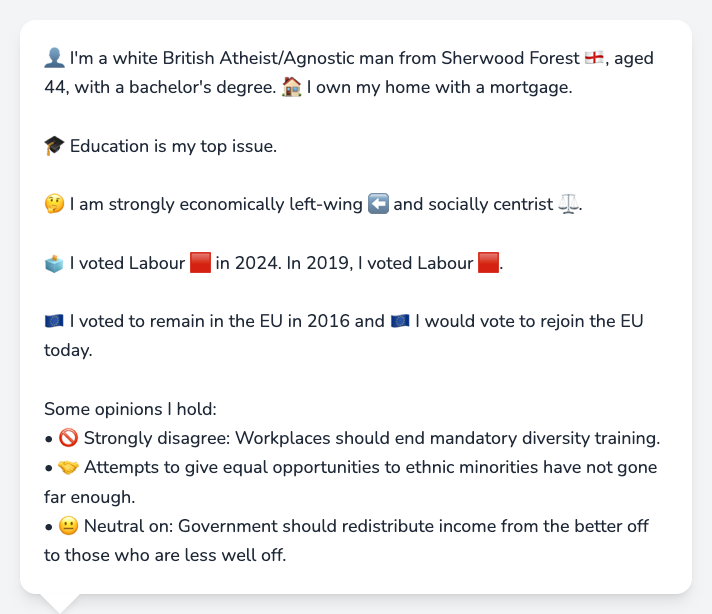 👤 I'm a white British Atheist/Agnostic man from Sherwood Forest 🏴󠁧󠁢󠁥󠁮󠁧󠁿, aged
44, with a bachelor's degree. 🏠 I own my home with a mortgage.
🎓 Education is my top issue.
🤔 I am strongly economically left-wing ⬅️ and socially centrist ⚖️.
🗳️ I voted Labour 🟥 in 2024. In 2019, I voted Labour 🟥.
🇪🇺 I voted to remain in the EU in 2016 and 🇪🇺 I would vote to rejoin the EU
today.
Some opinions I hold:
• 🚫 Strongly disagree: Workplaces should end mandatory diversity training.
• 🤝 Attempts to give equal opportunities to ethnic minorities have not gone
far enough.
• 😐 Neutral on: Government should redistribute income from the better off
to those who are less well off.